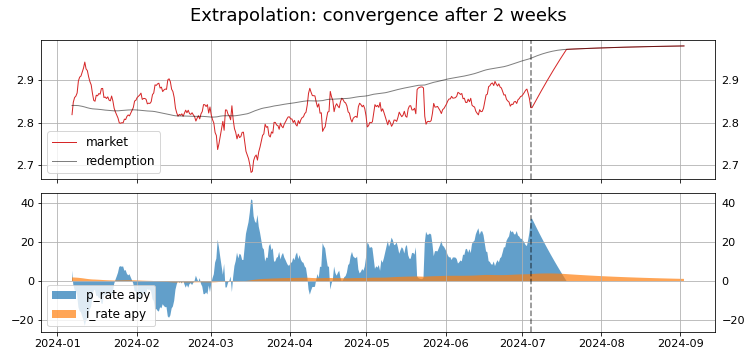 Extrapolation: convergence after 2 weeks
2.9 2.9
2.8 2.8
2.7 2.7
market
redemption
40 40
20 20
0 0
−20 −20
p_rate apy
i_rate apy
2024-01 2024-02 2024-03 2024-04 2024-05 2024-06 2024-07 2024-08 2024-09